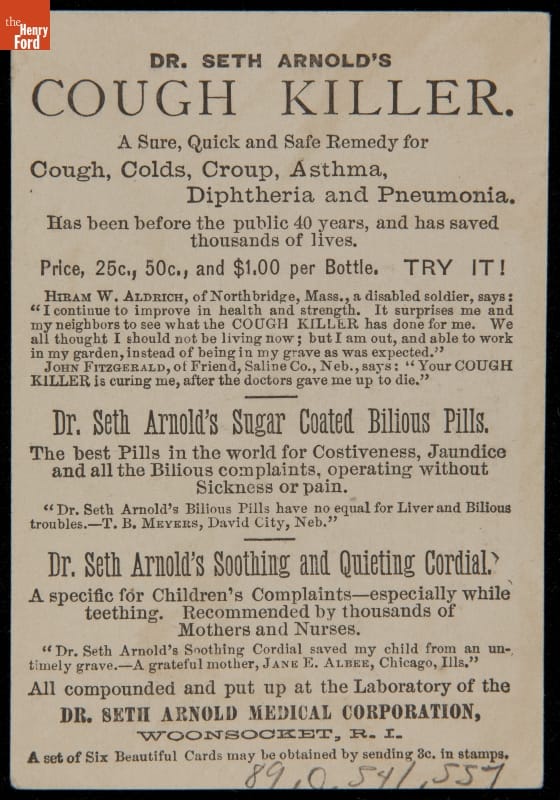 the
Henry
Ford
DR. SETH ARNOLD'S
COUGH KILLER.
A Sure, Quick and Safe Remedy for
Cough, Colds, Croup, Asthma,
Diphtheria and Pneumonia.
Has been before the public 40 years, and has saved
thousands of lives.
Price, 25c., 50c., and $1.00 per Bottle. TRY IT!
HIRAM W. ALDRICH, of Northbridge, Mass., a disabled soldier, says:
"I continue to improve in health and strength. It surprises me and
my neighbors to see what the COUGH KILLER has done for me. We
all thought I should not be living now; but I am out, and able to work
in my garden, instead of being in my grave as was expected."
JOHN FITZGERALD, of Friend, Saline Co., Neb., says: "Your COUGH
KILLER is curing me, after the doctors gave me up to die."
Dr. Seth Arnold's Sugar Coated Bilious Pills.
The best Pills in the world for Costiveness, Jaundice
and all the Bilious complaints, operating without
Sickness or pain.
"Dr. Seth Arnold's Bilious Pills have no equal for Liver and Bilious
troubles.—T. B. MEYERS, David City, Neb."
Dr. Seth Arnold's Soothing and Quieting Cordial.
A specific for Children's Complaints—especially while
teething. Recommended by thousands of
Mothers and Nurses.
"Dr. Seth Arnold's Soothing Cordial saved my child from an un-
timely grave.—A grateful mother, JANE E. ALBEE, Chicago, Ills."
All compounded and put up at the Laboratory of the
DR. SETH ARNOLD MEDICAL CORPORATION,
WOONSOCKET, R. I.
A set of Six Beautiful Cards may be obtained by sending 3c. in stamps.
89.0.541.557